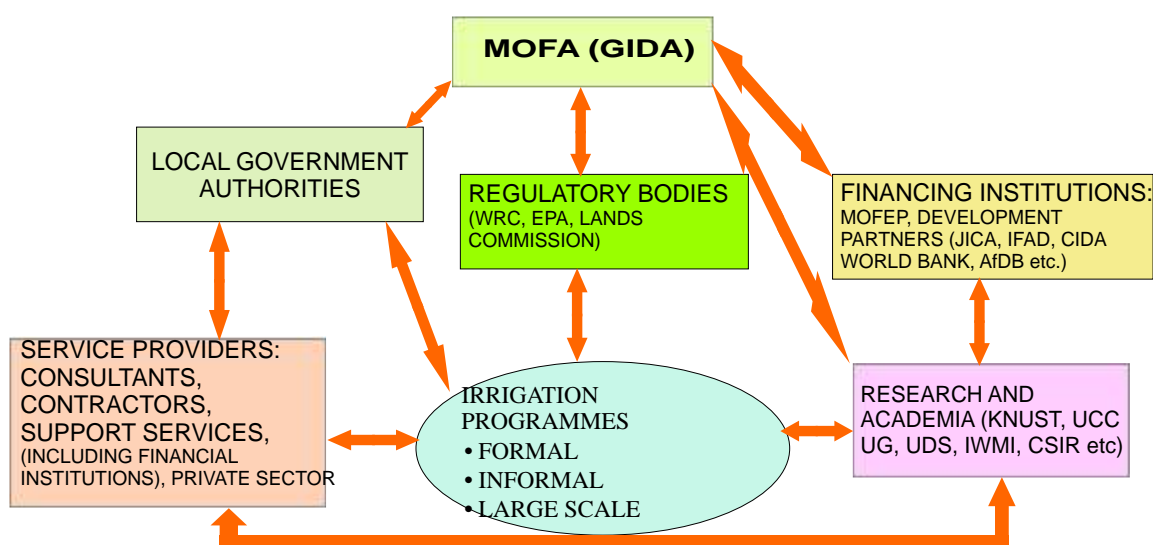 MOFA (GIDA)
LOCAL GOVERNMENT
AUTHORITIES
REGULATORY BODIES
(WRC, EPA, LANDS
COMMISSION)
FINANCING INSTITUTIONS:
MOFEP, DEVELOPMENT
PARTNERS (JICA, IFAD, CIDA
WORLD BANK, AfDB etc.)
SERVICE PROVIDERS:
CONSULTANTS,
CONTRACTORS,
SUPPORT SERVICES,
(INCLUDING FINANCIAL
INSTITUTIONS), PRIVATE SECTOR
IRRIGATION
PROGRAMMES
• FORMAL
• INFORMAL
• LARGE SCALE
RESEARCH AND
ACADEMIA (KNUST, UCC
UG, UDS, IWMI, CSIR etc)